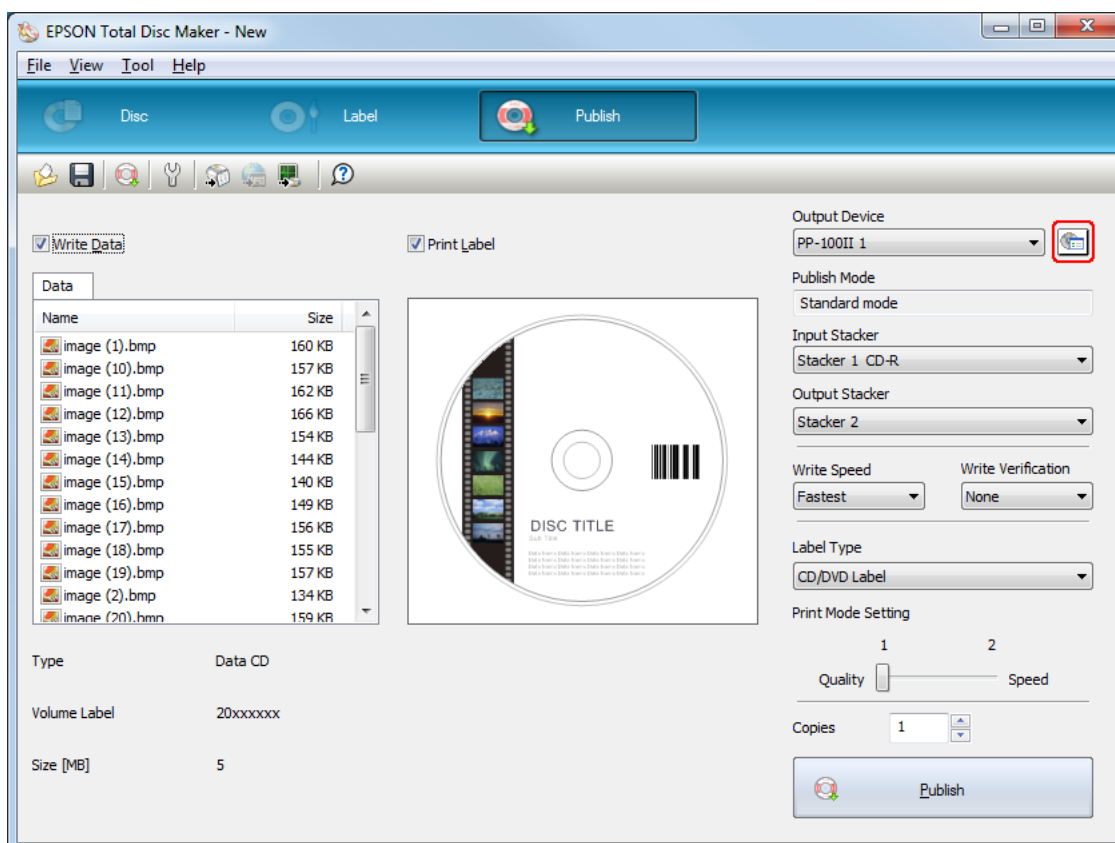 EPSON Total Disc Maker - New
File View Tool Help
Disc Label Publish
Write Data
Print Label
Data
Name Size
image (1).bmp 160 KB
image (10).bmp 157 KB
image (11).bmp 162 KB
image (12).bmp 166 KB
image (13).bmp 154 KB
image (14).bmp 144 KB
image (15).bmp 140 KB
image (16).bmp 149 KB
image (17).bmp 156 KB
image (18).bmp 155 KB
image (19).bmp 157 KB
image (2).bmp 134 KB
image (20).bmp 159 KB
DISC TITLE
Sub Title
Type Data CD
Volume Label 20xxxxxx
Size [MB] 5
Output Device
PP-100II 1
Publish Mode
Standard mode
Input Stacker
Stacker 1 CD-R
Output Stacker
Stacker 2
Write Speed Write Verification
Fastest None
Label Type
CD/DVD Label
Print Mode Setting
1 2
Quality Speed
Copies 1
Publish